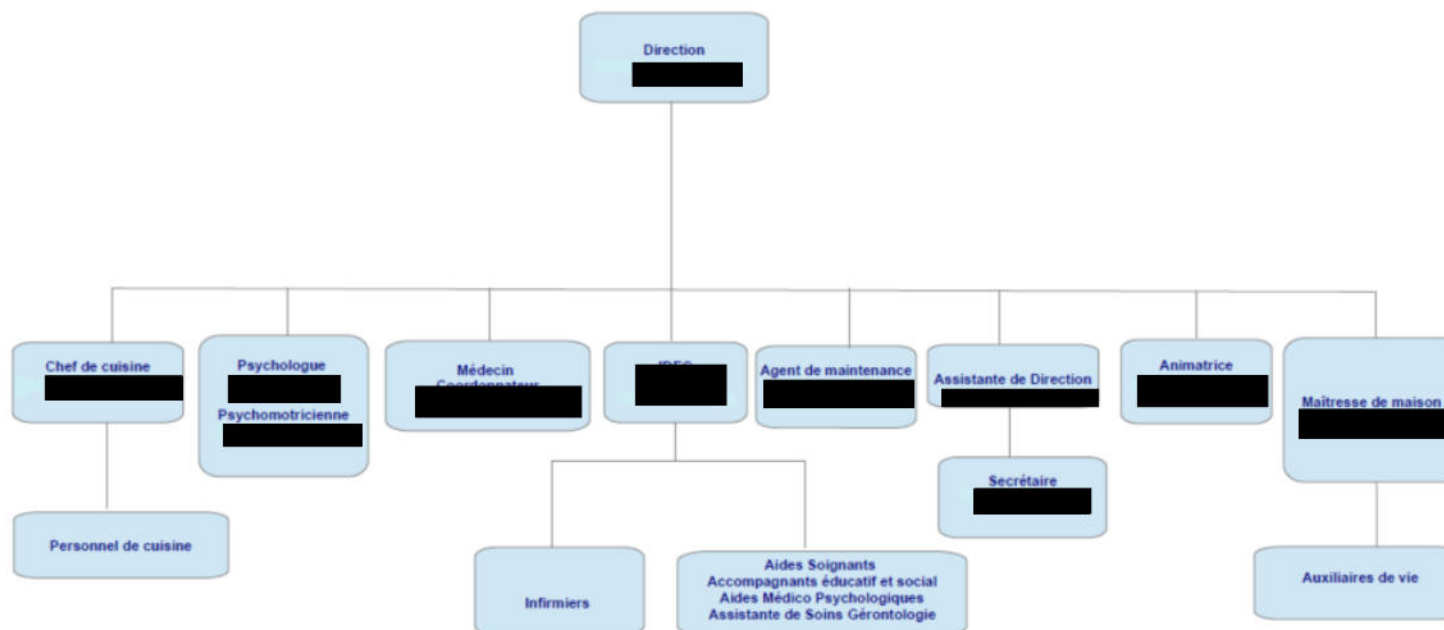 Direction
Chef de cuisine
Psychologue
Psychomotricienne
Médecin
Coordonnateur
Agent de maintenance
Assistante de Direction
Animatrice
Maîtresse de maison
Secrétaire
Personnel de cuisine
Infirmiers
Aides Soignants
Accompagnants éducatif et social
Aides Médico Psychologiques
Assistante de Soins Gérontologie
Auxiliaires de vie